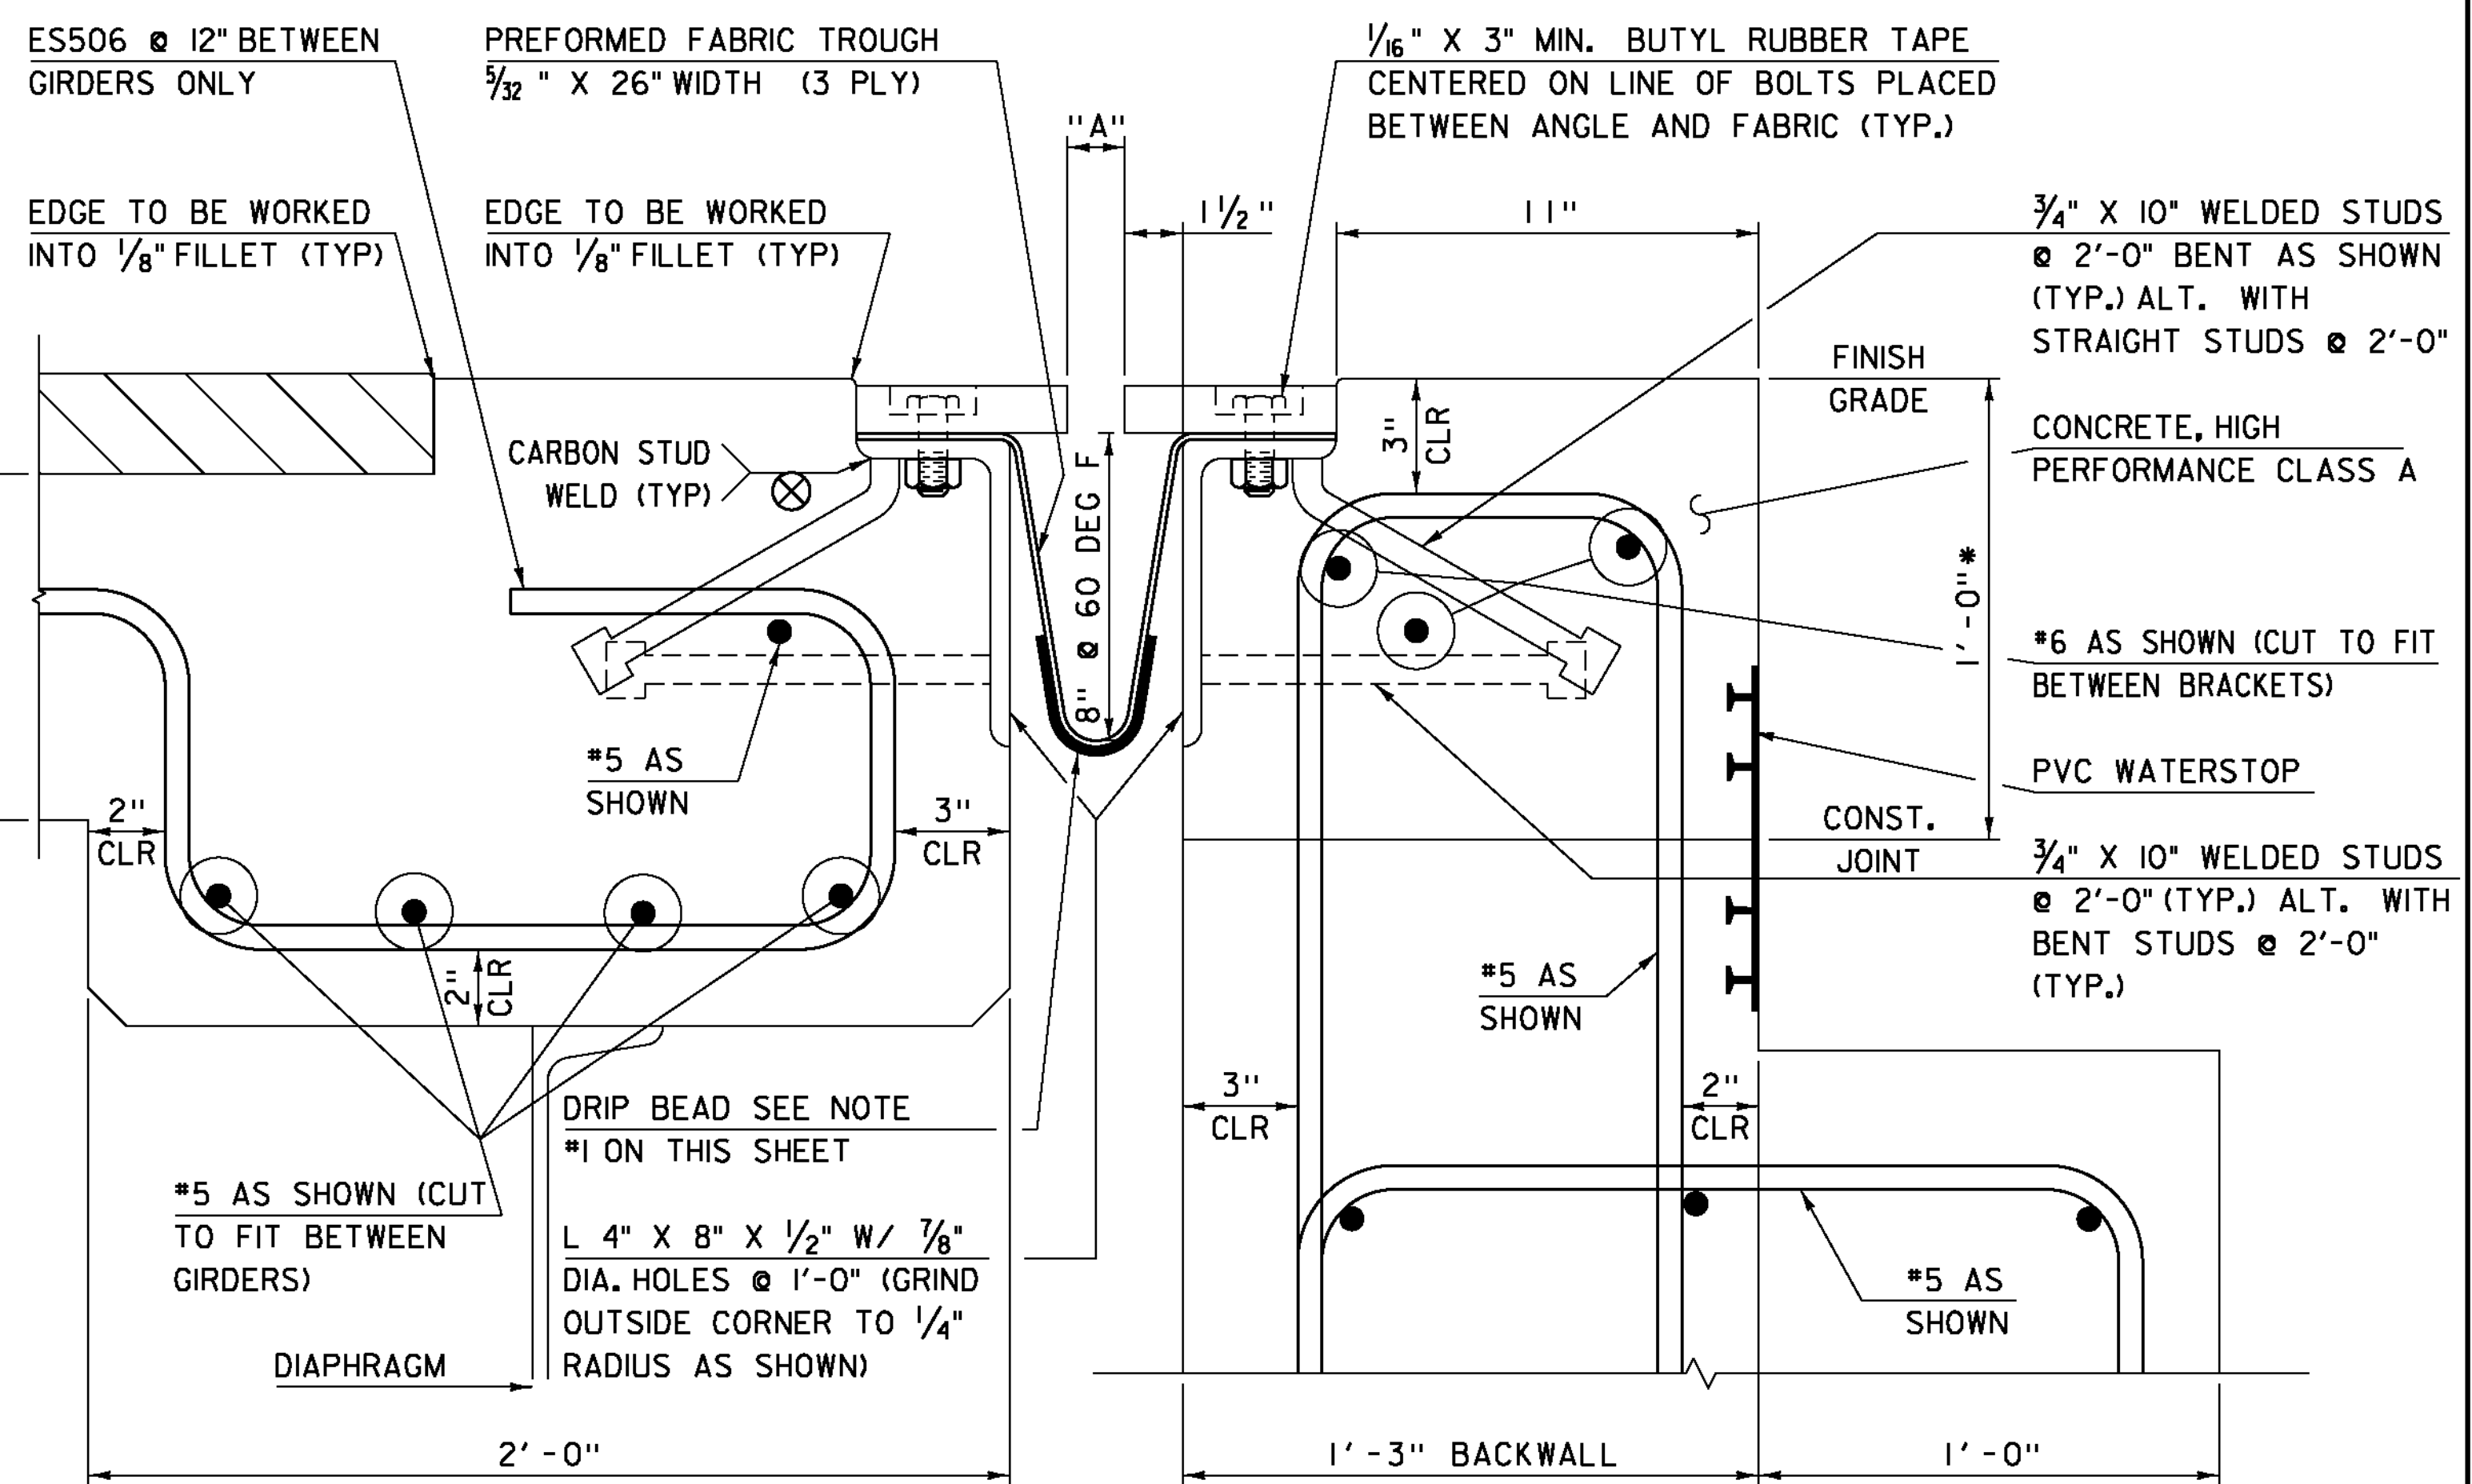 ES506 @ 12" BETWEEN
GIRDERS ONLY
PREFORMED FABRIC TROUGH
5/32" X 26" WIDTH (3 PLY)
1/16" X 3" MIN. BUTYL RUBBER TAPE
CENTERED ON LINE OF BOLTS PLACED
BETWEEN ANGLE AND FABRIC (TYP.)
"A"
EDGE TO BE WORKED
INTO 1/8" FILLET (TYP)
EDGE TO BE WORKED
INTO 1/8" FILLET (TYP)
1 1/2"
11"
3/4" X 10" WELDED STUDS
@ 2'-0" BENT AS SHOWN
(TYP.) ALT. WITH
STRAIGHT STUDS @ 2'-0"
FINISH
GRADE
CARBON STUD
WELD (TYP)
3"
CLR
CONCRETE, HIGH
PERFORMANCE CLASS A
8" @ 60 DEG F
1'-0"*
#6 AS SHOWN (CUT TO FIT
BETWEEN BRACKETS)
#5 AS
SHOWN
PVC WATERSTOP
2"
CLR
3"
CLR
CONST.
JOINT
3/4" X 10" WELDED STUDS
@ 2'-0" (TYP.) ALT. WITH
BENT STUDS @ 2'-0"
(TYP.)
2"
CLR
#5 AS
SHOWN
DRIP BEAD SEE NOTE
#1 ON THIS SHEET
3"
CLR
2"
CLR
#5 AS SHOWN (CUT
TO FIT BETWEEN
GIRDERS)
L 4" X 8" X 1/2" W/ 7/8"
DIA. HOLES @ 1'-0" (GRIND
OUTSIDE CORNER TO 1/4"
RADIUS AS SHOWN)
#5 AS
SHOWN
DIAPHRAGM
2'-0"
1'-3" BACKWALL
1'-0"